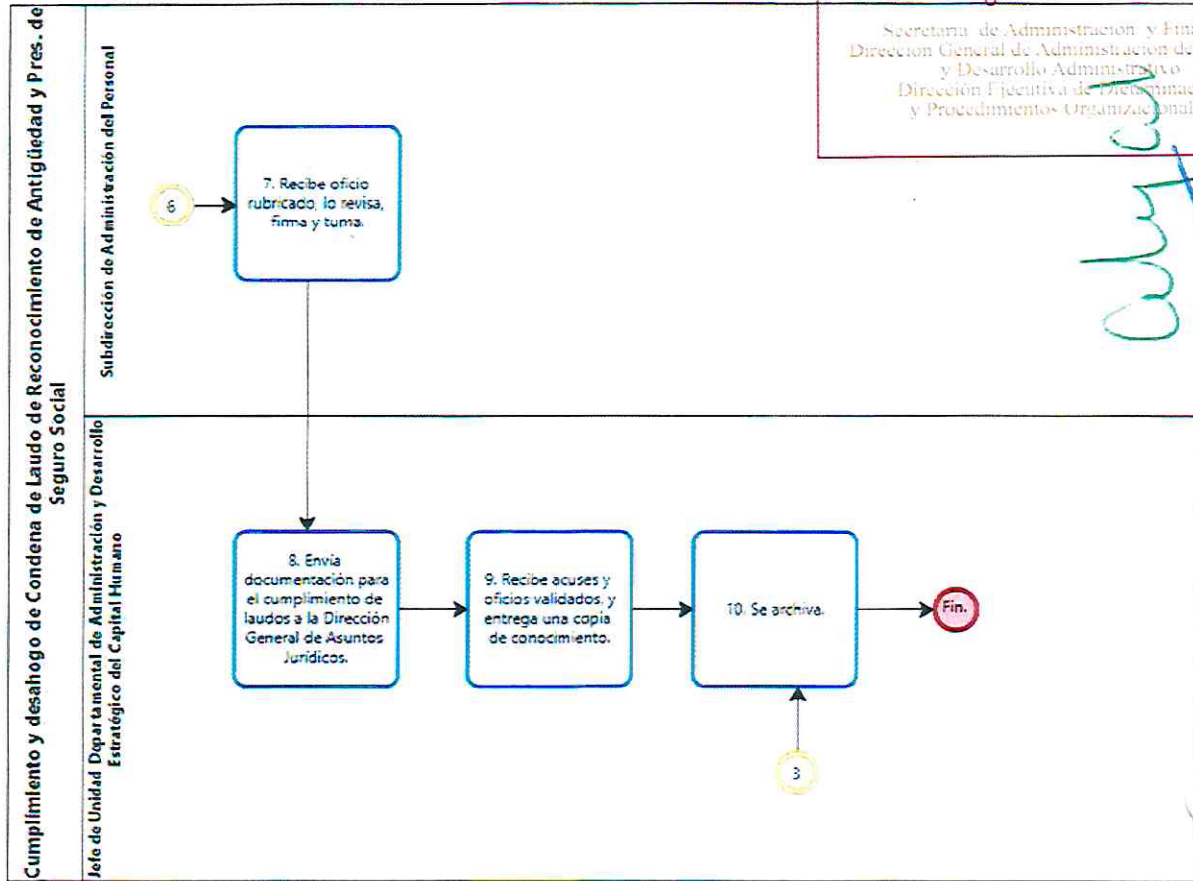 Cumplimiento y desahogo de Condena de Laudo de Reconocimiento de Antigüedad y Pres. de
Seguro Social
Subdirección de Administración del Personal
6
7. Recibe oficio
rubricado, lo revisa,
firma y turna.
Secretaría de Administración y
Dirección General de Administración de
y Desarrollo Administrativo
Dirección Ejecutiva de
y Procedimientos
Jefe de Unidad Departamental de Administración y Desarrollo
Estratégico del Capital Humano
8. Envía
documentación para
el cumplimiento de
laudos a la Dirección
General de Asuntos
Jurídicos.
9. Recibe acuses y
oficios validados, y
entrega una copia
de conocimiento.
10. Se archiva.
Fin.
3